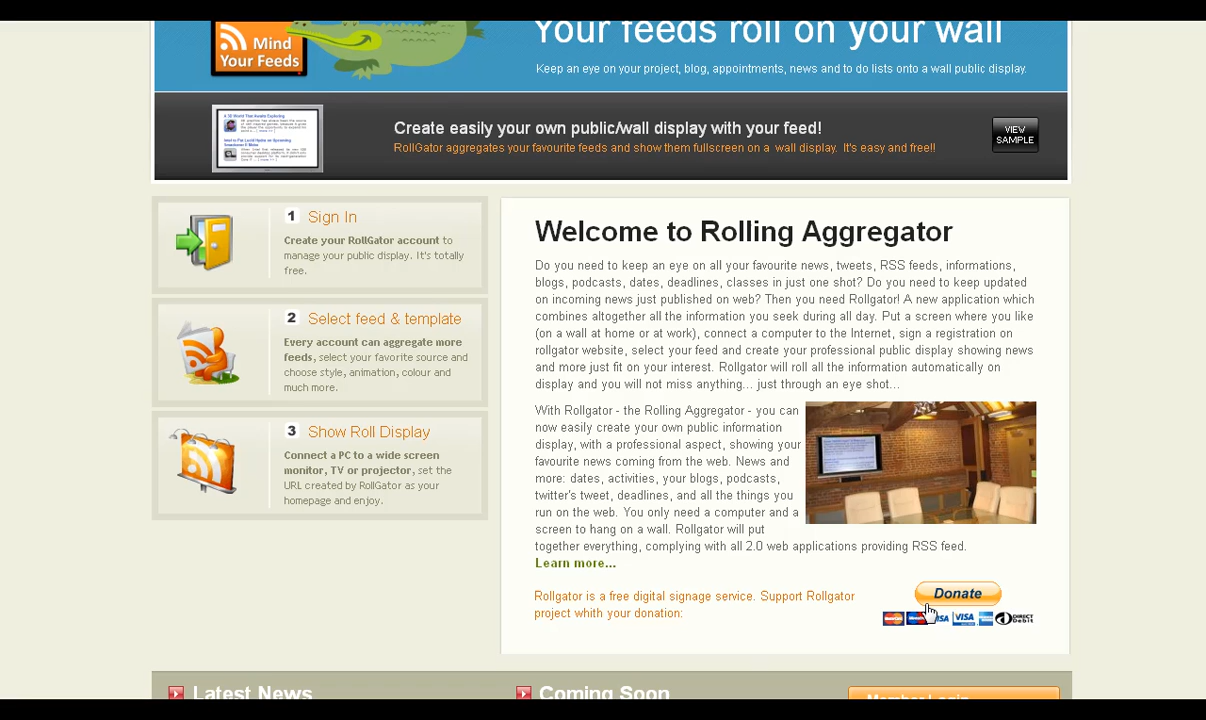 Mind
Your Feeds
Your feeds roll on your wall
Keep an eye on your project, blog, appointments, news and to do lists onto a wall public display.
Create easily your own public/wall display with your feed!
RollGator aggregates your favourite feeds and show them fullscreen on a wall display. It's easy and free!!
VIEW
SAMPLE
1 Sign In
Create your RollGator account to
manage your public display. It's totally
free.
2 Select feed & template
Every account can aggregate more
feeds, select your favorite source and
choose style, animation, colour and
much more.
3 Show Roll Display
Connect a PC to a wide screen
monitor, TV or projector, set the
URL created by RollGator as your
homepage and enjoy.
Welcome to Rolling Aggregator
Do you need to keep an eye on all your favourite news, tweets, RSS feeds, informations,
blogs, podcasts, dates, deadlines, classes in just one shot? Do you need to keep updated
on incoming news just published on web? Then you need Rollgator! A new application which
combines altogether all the information you seek during all day. Put a screen where you like
(on a wall at home or at work), connect a computer to the Internet, sign a registration on
rollgator website, select your feed and create your professional public display showing news
and more just fit on your interest. Rollgator will roll all the information automatically on
display and you will not miss anything... just through an eye shot...
With Rollgator - the Rolling Aggregator - you can
now easily create your own public information
display, with a professional aspect, showing your
favourite news coming from the web. News and
more: dates, activities, your blogs, podcasts,
twitter's tweet, deadlines, and all the things you
run on the web. You only need a computer and a
screen to hang on a wall. Rollgator will put
together everything, complying with all 2.0 web applications providing RSS feed.
Learn more...
Rollgator is a free digital signage service. Support Rollgator
project whith your donation:
Donate
VISA
DIRECT
Debit
Latest News
Coming Soon
Member Login